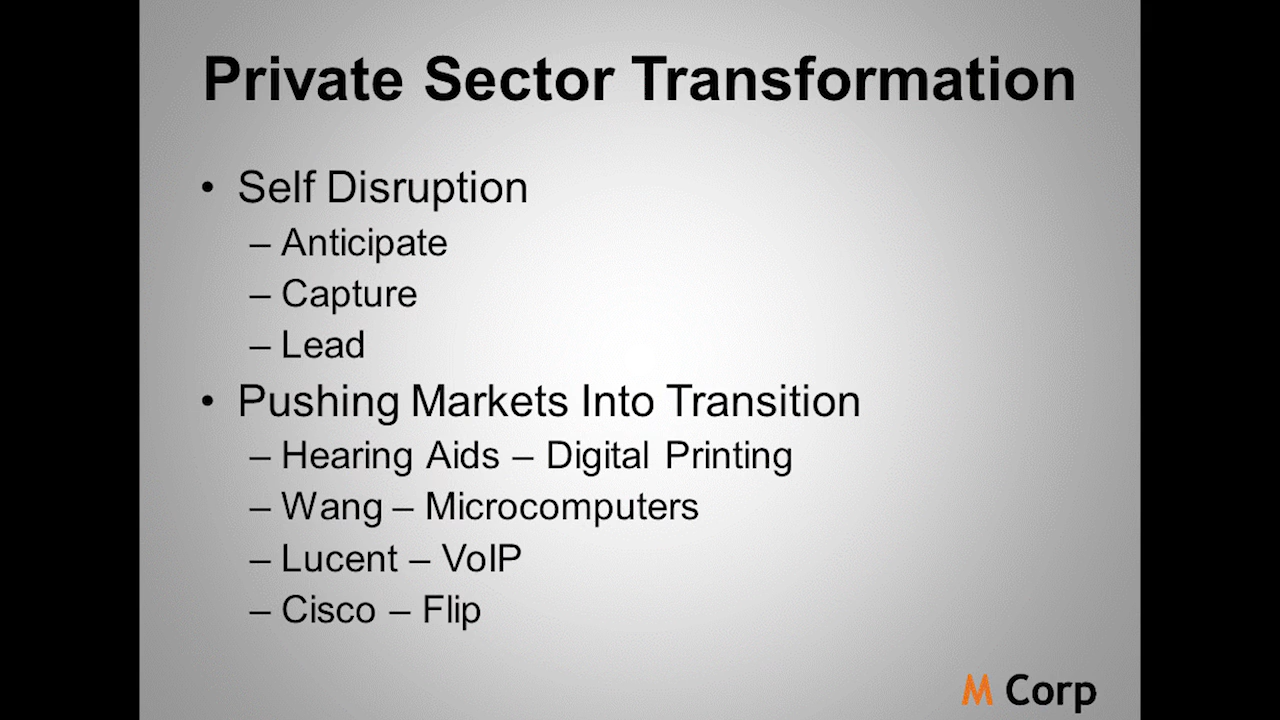 Private Sector Transformation
• Self Disruption
– Anticipate
– Capture
– Lead
• Pushing Markets Into Transition
– Hearing Aids – Digital Printing
– Wang – Microcomputers
– Lucent – VoIP
– Cisco – Flip
M Corp